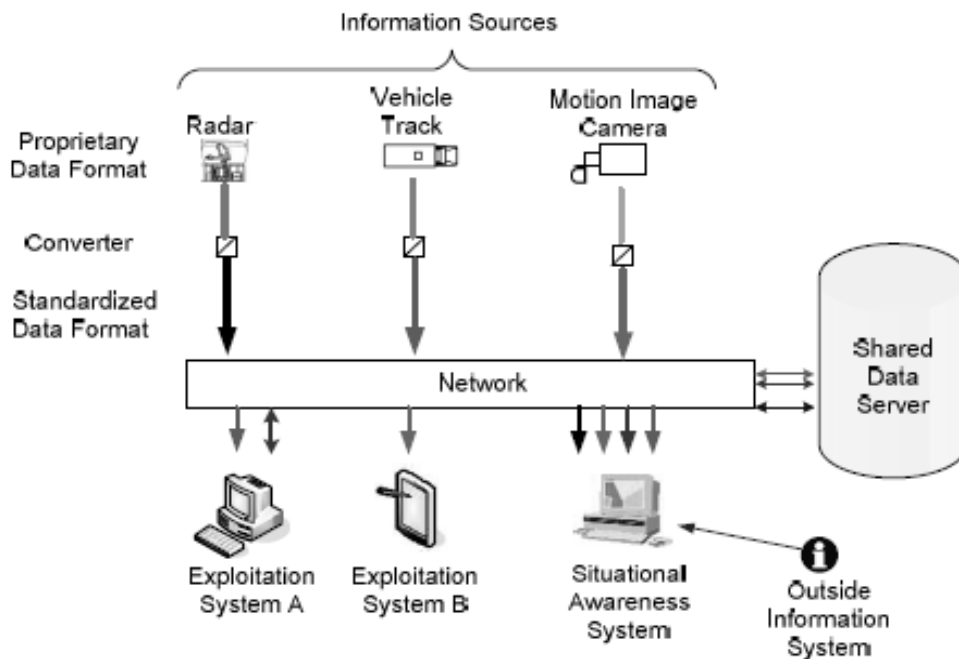 Information Sources
Radar
Vehicle
Track
Motion Image
Camera
Proprietary
Data Format
Converter
Standardized
Data Format
Network
Shared
Data
Server
Exploitation
System A
Exploitation
System B
Situational
Awareness
System
Outside
Information
System